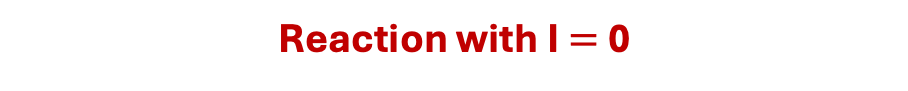 Reaction with I = 0